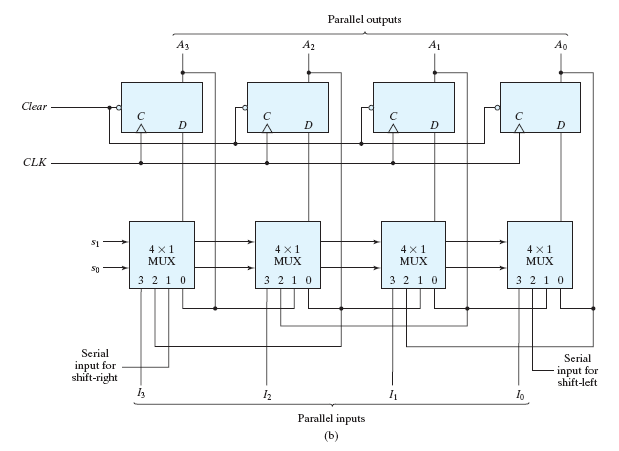 Parallel outputs
A3 A2 A1 A0
Clear
C D C D C D C D
CLK
s1
s0
4 × 1 MUX 4 × 1 MUX 4 × 1 MUX 4 × 1 MUX
3 2 1 0 3 2 1 0 3 2 1 0 3 2 1 0
Serial
input for
shift-right
Serial
input for
shift-left
I3 I2 I1 I0
Parallel inputs
(b)